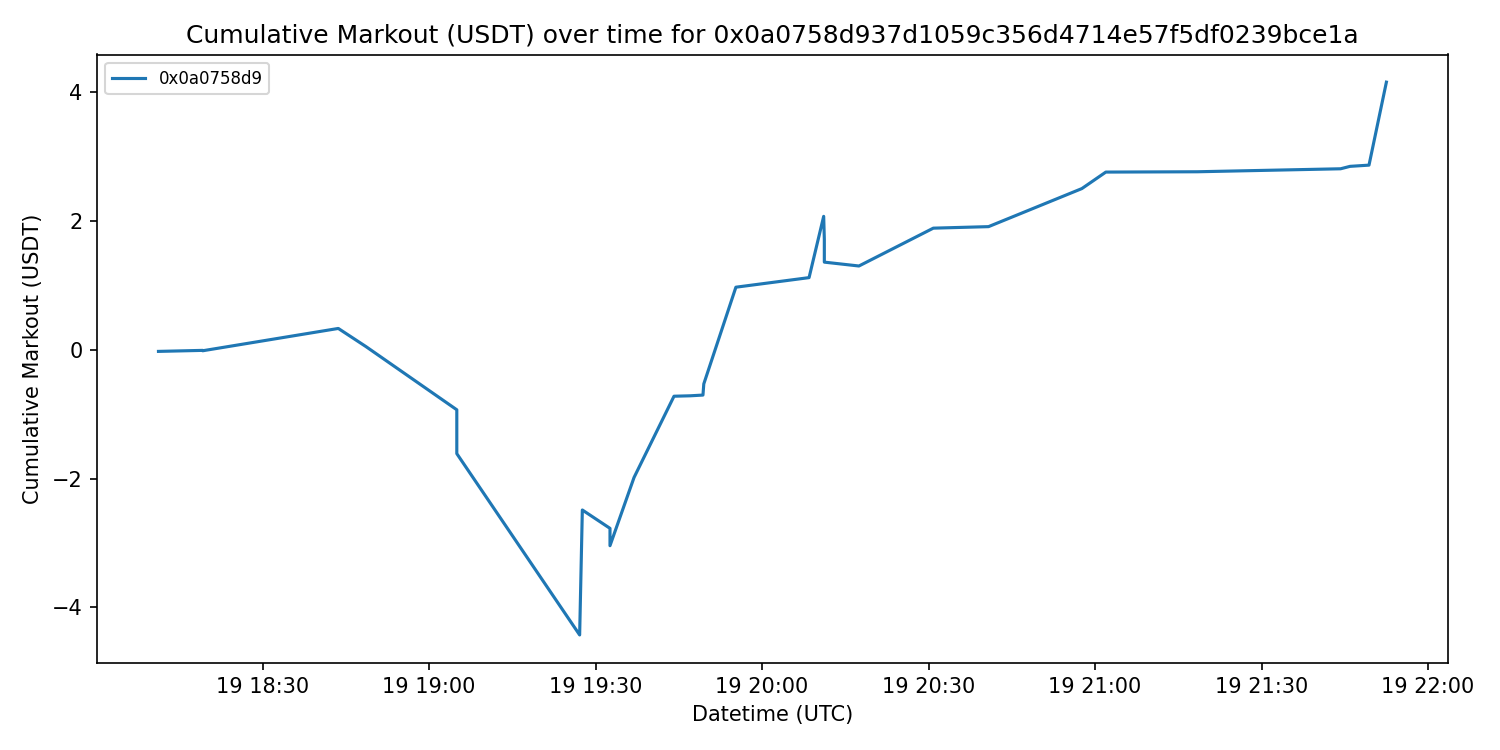 Cumulative Markout (USDT) over time for 0x0a0758d937d1059c356d4714e57f5df0239bce1a
0x0a0758d9
4
2
0
−2
−4
Cumulative Markout (USDT)
19 18:30 19 19:00 19 19:30 19 20:00 19 20:30 19 21:00 19 21:30 19 22:00
Datetime (UTC)